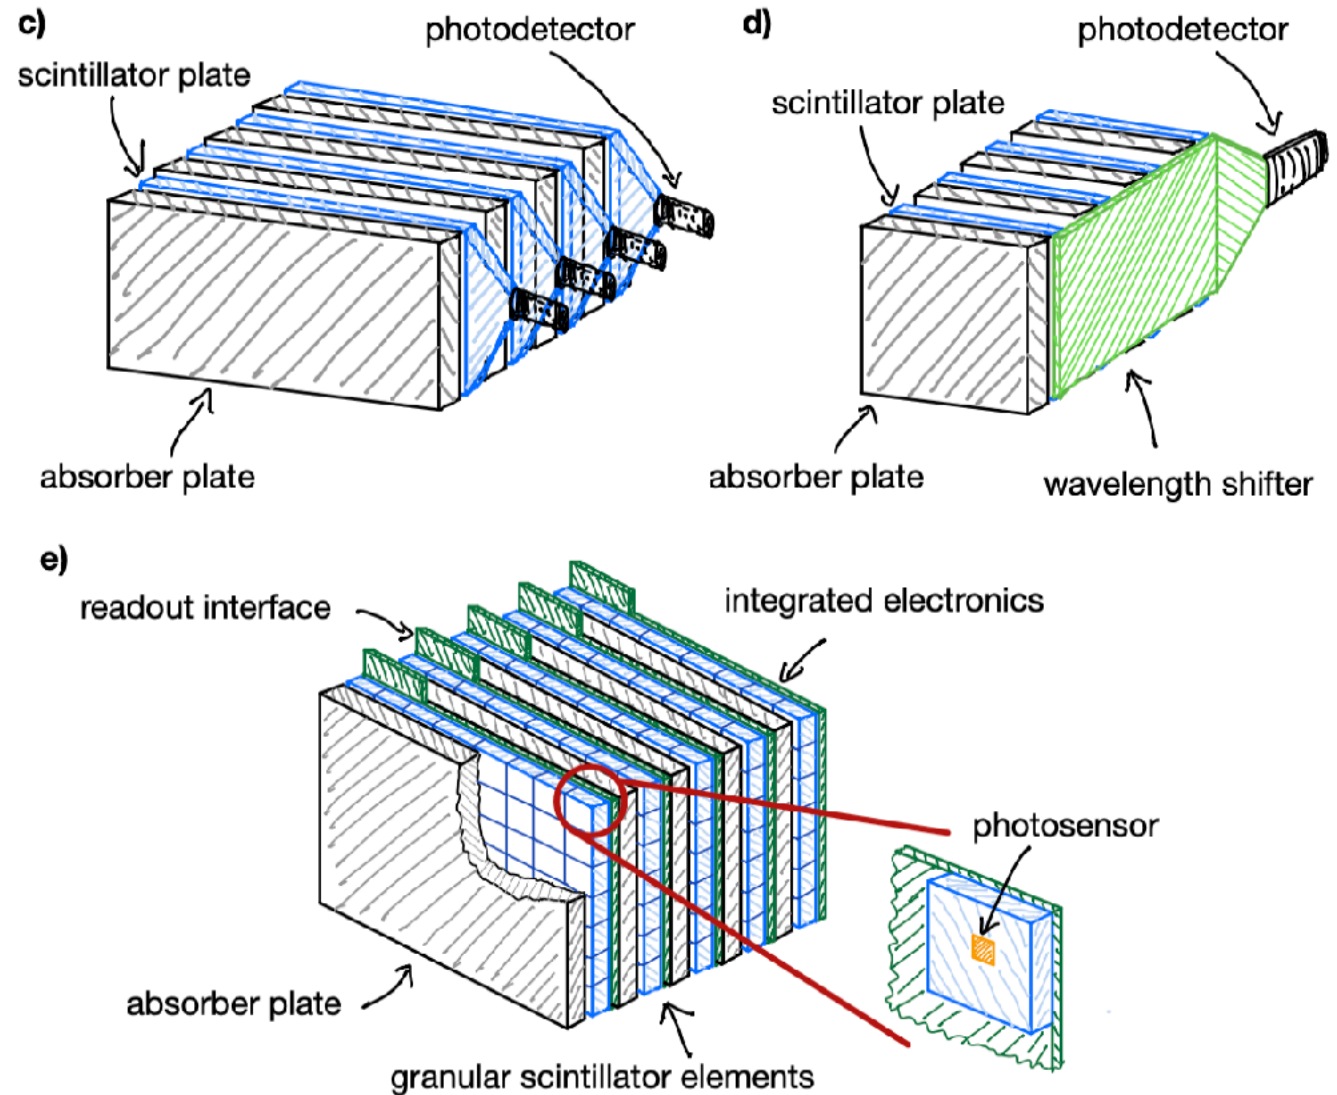 c)
photodetector
scintillator plate
absorber plate
d)
photodetector
scintillator plate
absorber plate
wavelength shifter
e)
readout interface
integrated electronics
photosensor
absorber plate
granular scintillator elements